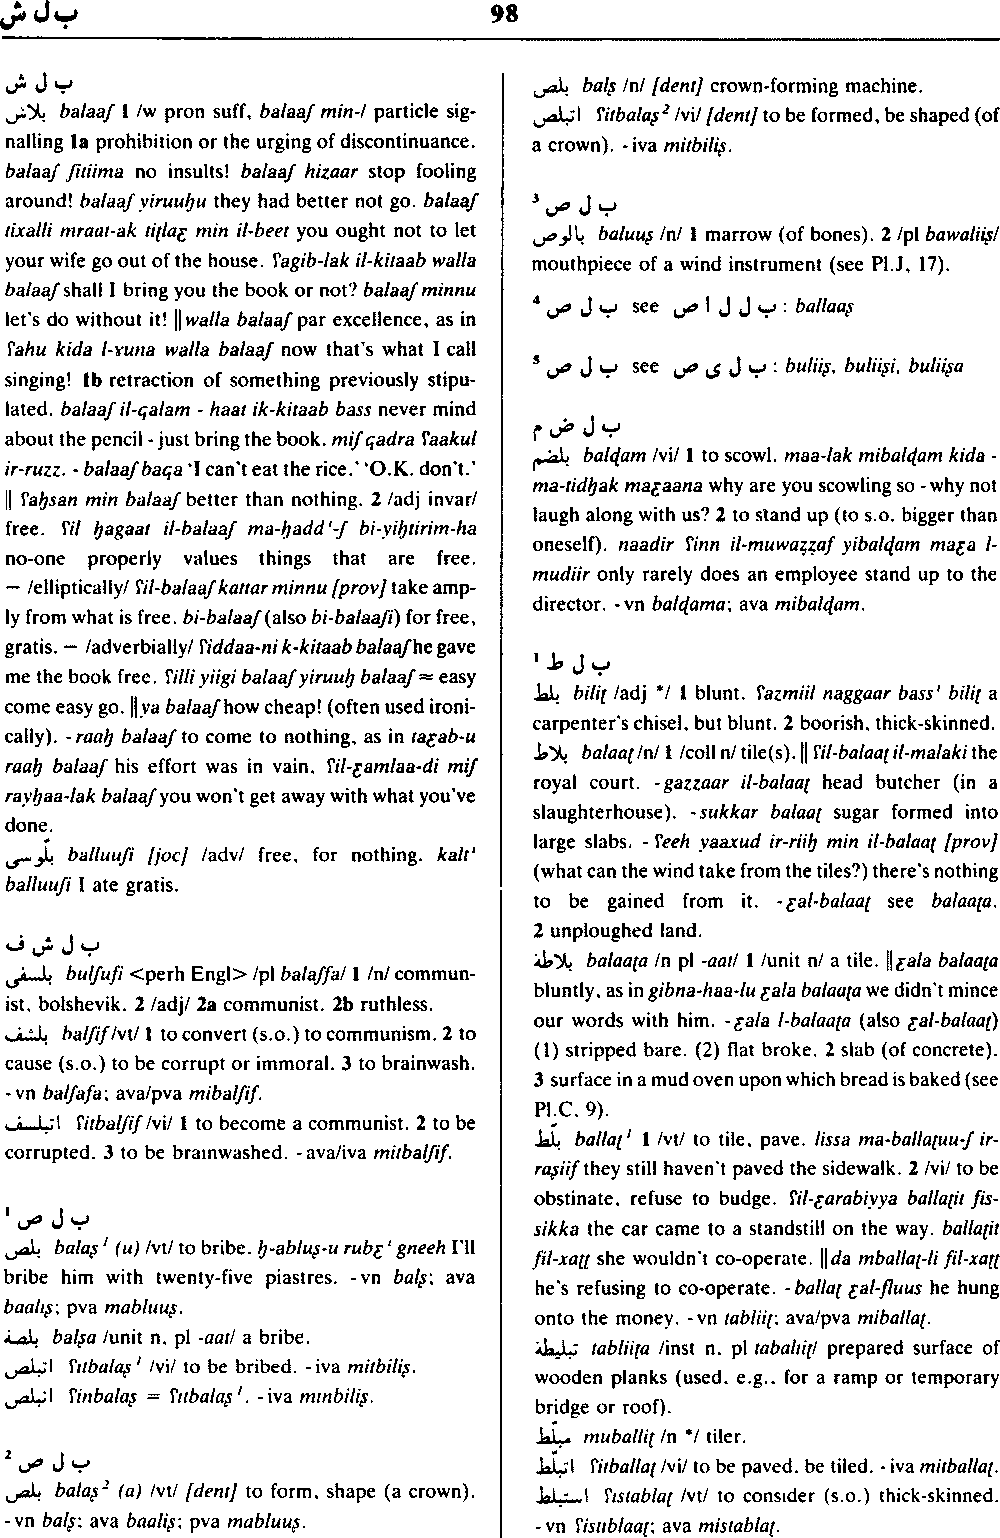 ب ل ش
98
ب ل ش
بلاش balaaʃ 1 /w pron suff, balaaʃ min-/ particle sig-
nalling 1a prohibition or the urging of discontinuance.
balaaʃ ʃitiima no insults! balaaʃ hizaar stop fooling
around! balaaʃ yiruuḥu they had better not go. balaaʃ
tixalli mraat-ak tiṭlaƹ min il-beet you ought not to let
your wife go out of the house. ʕagib-lak il-kitaab walla
balaaʃ shall I bring you the book or not? balaaʃ minnu
let's do without it! ‖ walla balaaʃ par excellence, as in
ʕahu kida l-ɣuna walla balaaʃ now that's what I call
singing! 1b retraction of something previously stipu-
lated. balaaʃ il-qalam - haat ik-kitaab bass never mind
about the pencil - just bring the book. miʃ qadra ʕaakul
ir-ruzz. - balaaʃ baqa 'I can't eat the rice.' 'O.K. don't.'
‖ ʕaḥsan min balaaʃ better than nothing. 2 /adj invar/
free. ʕil ḥagaat il-balaaʃ ma-ḥadd'-ʃ bi-yiḥtirim-ha
no-one properly values things that are free.
— /elliptically/ ʕil-balaaʃ kattar minnu [prov] take amp-
ly from what is free. bi-balaaʃ (also bi-balaaʃi) for free,
gratis. — /adverbially/ ʕiddaa-ni k-kitaab balaaʃ he gave
me the book free. ʕilli yiigi balaaʃ yiruuḥ balaaʃ ≈ easy
come easy go. ‖ ya balaaʃ how cheap! (often used ironi-
cally). - raaḥ balaaʃ to come to nothing, as in taƹab-u
raaḥ balaaʃ his effort was in vain, ʕil-ƹamlaa-di miʃ
rayḥaa-lak balaaʃ you won't get away with what you've
done.
بلّوشى balluuʃi [joc] /adv/ free, for nothing. kalt'
balluuʃi I ate gratis.
ب ل ش ف
بلشفى bulʃufi <perh Engl> /pl balaʃfa/ 1 /n/ commun-
ist, bolshevik. 2 /adj/ 2a communist. 2b ruthless.
بلشف balʃif /vt/ 1 to convert (s.o.) to communism. 2 to
cause (s.o.) to be corrupt or immoral. 3 to brainwash.
- vn balʃafa; ava/pva mibalʃif.
اتبلشف ʕitbalʃif /vi/ 1 to become a communist. 2 to be
corrupted. 3 to be brainwashed. - ava/iva mitbalʃif.
ب ل ص ¹
بلص balaṣ¹ (u) /vt/ to bribe. ḥ-abluṣ-u rubƹ' gneeh I'll
bribe him with twenty-five piastres. - vn balṣ; ava
baaliṣ; pva mabluuṣ.
بلصة balṣa /unit n, pl -aat/ a bribe.
اتبلص ʕitbalaṣ¹ /vi/ to be bribed. - iva mitbiliṣ.
انبلص ʕinbalaṣ = ʕitbalaṣ¹. - iva minbiliṣ.
ب ل ص ²
بلص balaṣ² (a) /vt/ [dent] to form, shape (a crown).
- vn balṣ; ava baaliṣ; pva mabluuṣ.
بلص balṣ /n/ [dent] crown-forming machine.
اتبلص ʕitbalaṣ² /vi/ [dent] to be formed, be shaped (of
a crown). - iva mitbiliṣ.
ب ل ص ³
بالوص baluuṣ /n/ 1 marrow (of bones). 2 /pl bawaliiṣ/
mouthpiece of a wind instrument (see Pl.J, 17).
ب ل ص ⁴ see ب ل ل ا ص : ballaaṣ
ب ل ص ⁵ see ب ل ى ص : buliiṣ, buliiṣi, buliiṣa
ب ل ض م
بلضم balḍam /vi/ 1 to scowl. maa-lak mibalḍam kida -
ma-tidḥak maƹaana why are you scowling so - why not
laugh along with us? 2 to stand up (to s.o. bigger than
oneself). naadir ʕinn il-muwaẓẓaf yibalḍam maƹa l-
mudiir only rarely does an employee stand up to the
director. - vn balḍama; ava mibalḍam.
ب ل ط ¹
بلط biliṭ /adj */ 1 blunt. ʕazmiil naggaar bass' biliṭ a
carpenter's chisel, but blunt. 2 boorish, thick-skinned.
بلاط balaaṭ /n/ 1 /coll n/ tile(s). ‖ ʕil-balaaṭ il-malaki the
royal court. - gazzaar il-balaaṭ head butcher (in a
slaughterhouse). - sukkar balaaṭ sugar formed into
large slabs. - ʕeeh yaaxud ir-riiḥ min il-balaaṭ [prov]
(what can the wind take from the tiles?) there's nothing
to be gained from it. - ƹal-balaaṭ see balaaṭa.
2 unploughed land.
بلاطة balaaṭa /n pl -aat/ 1 /unit n/ a tile. ‖ ƹala balaaṭa
bluntly, as in gibna-haa-lu ƹala balaaṭa we didn't mince
our words with him. - ƹala l-balaaṭa (also ƹal-balaaṭ)
(1) stripped bare. (2) flat broke. 2 slab (of concrete).
3 surface in a mud oven upon which bread is baked (see
Pl.C, 9).
بلّط ballaṭ¹ 1 /vt/ to tile, pave. lissa ma-ballaṭuu-ʃ ir-
raṣiif they still haven't paved the sidewalk. 2 /vi/ to be
obstinate, refuse to budge. ʕil-ƹarabiyya ballaṭit fis-
sikka the car came to a standstill on the way. ballaṭit
fil-xaṭṭ she wouldn't co-operate. ‖ da mballaṭ-li fil-xaṭṭ
he's refusing to co-operate. - ballaṭ ƹal-fluus he hung
onto the money. - vn tabliiṭ; ava/pva miballaṭ.
تبليطة tabliiṭa /inst n, pl tabaliiṭ/ prepared surface of
wooden planks (used, e.g., for a ramp or temporary
bridge or roof).
مبلّط muballiṭ /n */ tiler.
اتبلّط ʕitballaṭ /vi/ to be paved, be tiled. - iva mitballaṭ.
استبلط ʕistablaṭ /vt/ to consider (s.o.) thick-skinned.
- vn ʕistiblaaṭ; ava mistablaṭ.